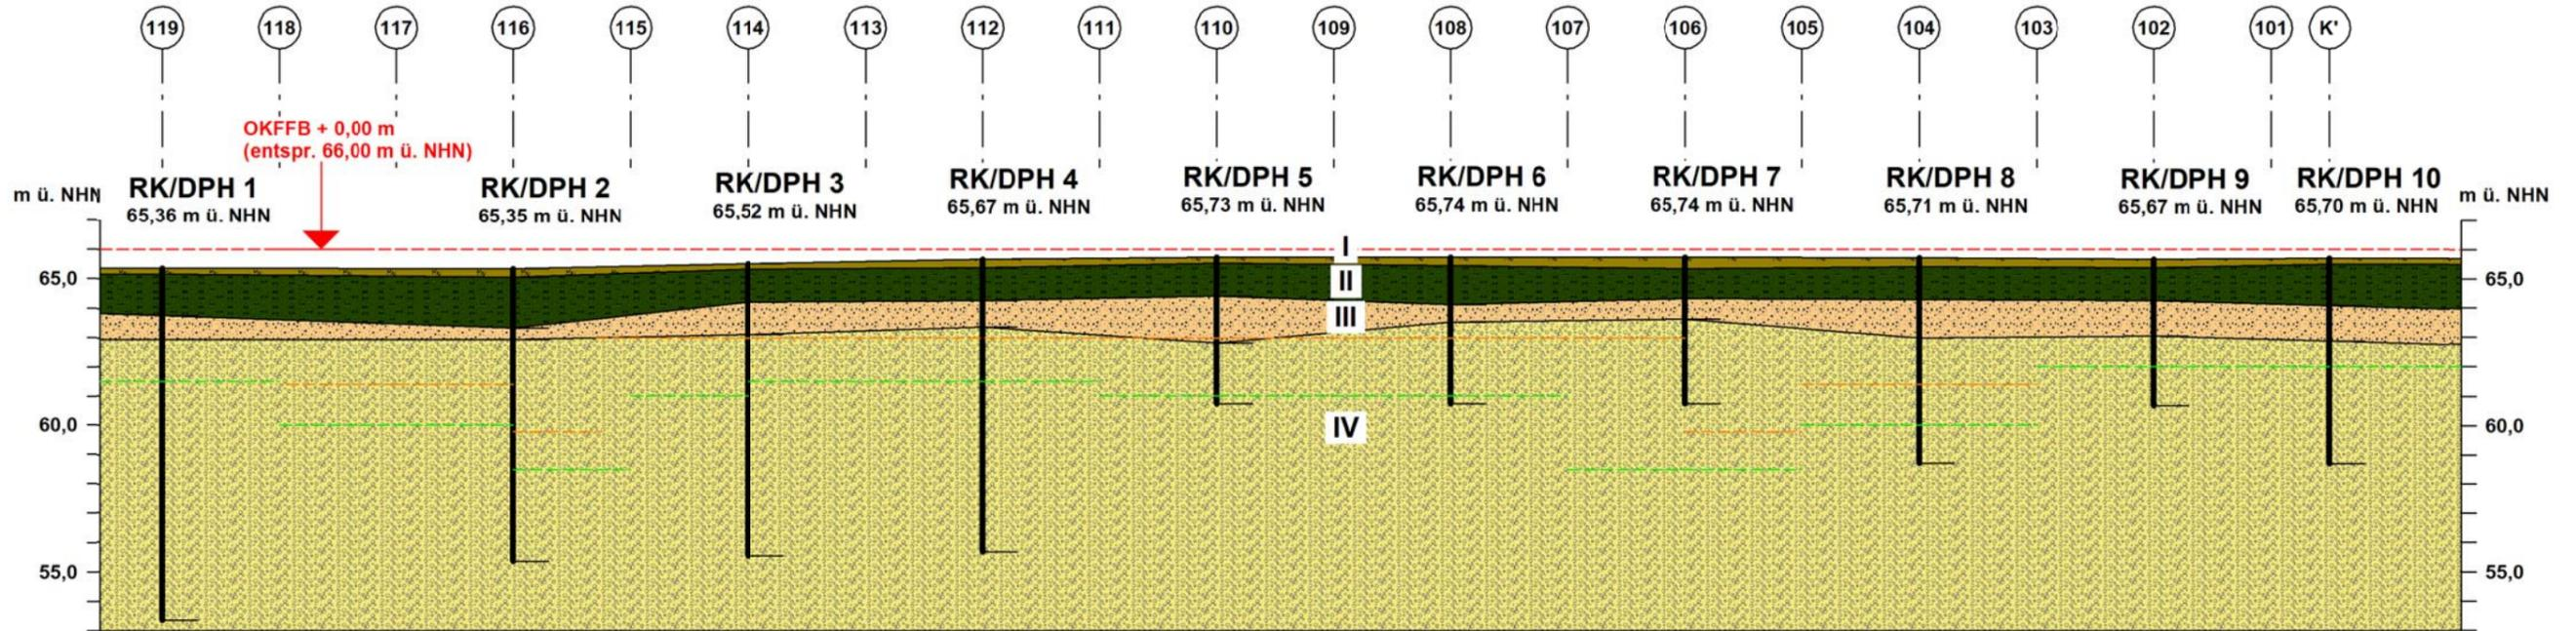 119 118 117 116 115 114 113 112 111 110 109 108 107 106 105 104 103 102 101 K'
OKFFB + 0,00 m
(entspr. 66,00 m ü. NHN)
m ü. NHN
RK/DPH 1
65,36 m ü. NHN
RK/DPH 2
65,35 m ü. NHN
RK/DPH 3
65,52 m ü. NHN
RK/DPH 4
65,67 m ü. NHN
RK/DPH 5
65,73 m ü. NHN
RK/DPH 6
65,74 m ü. NHN
RK/DPH 7
65,74 m ü. NHN
RK/DPH 8
65,71 m ü. NHN
RK/DPH 9
65,67 m ü. NHN
RK/DPH 10
65,70 m ü. NHN
m ü. NHN
I
65,0 II 65,0
III
60,0 IV 60,0
55,0 55,0